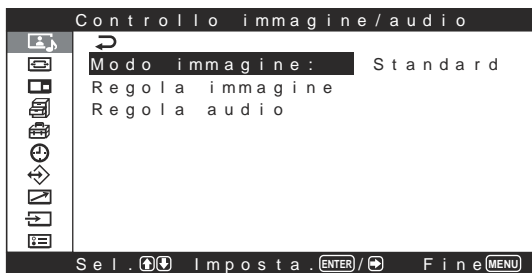 Controllo immagine/audio
Modo immagine: Standard
Regola immagine
Regola audio
Sel. Imposta. ENTER / Fine MENU